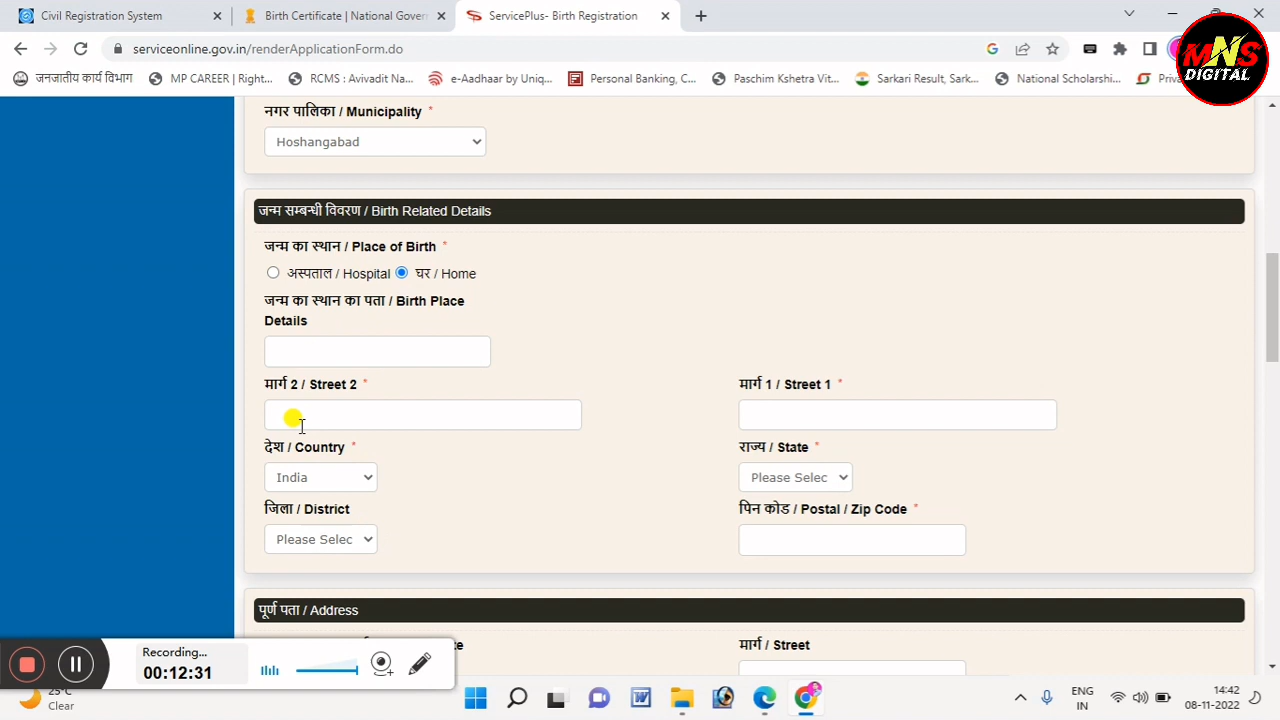 Civil Registration System
Birth Certificate | National Gover
ServicePlus- Birth Registration
serviceonline.gov.in/renderApplicationForm.do
जनजातीय कार्य विभाग
MP CAREER | Right...
RCMS : Avivadit Na...
e-Aadhaar by Uniq...
Personal Banking, C...
Paschim Kshetra Vit...
Sarkari Result, Sark...
National Scholarshi...
Priva
MNS
DIGITAL
नगर पालिका / Municipality *
Hoshangabad
जन्म सम्बन्धी विवरण / Birth Related Details
जन्म का स्थान / Place of Birth *
अस्पताल / Hospital घर / Home
जन्म का स्थान का पता / Birth Place
Details
मार्ग 2 / Street 2 *
मार्ग 1 / Street 1 *
देश / Country *
राज्य / State *
India
Please Selec
जिला / District
पिन कोड / Postal / Zip Code *
Please Selec
पूर्ण पता / Address
मार्ग / Street
Recording...
00:12:31
25°C
Clear
ENG
IN
14:42
08-11-2022